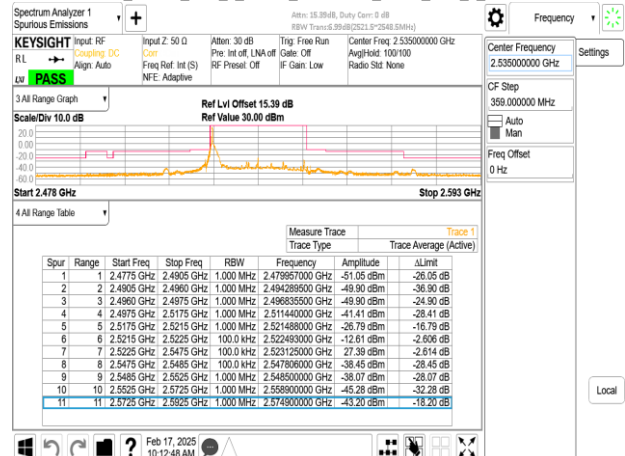 Spectrum Analyzer 1
Spurious Emissions
Atten: 15.39dB, Duty Corr: 0 dB
RBW Trans:6.99dB(2521.5*2548.5MHz)
Frequency
KEYSIGHT
RL
LXI PASS
Input: RF
Coupling: DC
Align: Auto
Input Z: 50 Ω
Corr
Freq Ref: Int (S)
NFE: Adaptive
Atten: 30 dB
Pre: Int off, LNA off
RF Preset: Off
Trig: Free Run
Gate: Off
IF Gain: Low
Center Freq: 2.535000000 GHz
Avg|Hold: 100/100
Radio Std: None
Center Frequency
2.535000000 GHz
Settings
CF Step
359.000000 MHz
Auto
Man
Freq Offset
0 Hz
3 All Range Graph
Scale/Div 10.0 dB
Ref Lvl Offset 15.39 dB
Ref Value 30.00 dBm
20.0
0.00
-20.0
-40.0
-60.0
Start 2.478 GHz
Stop 2.593 GHz
4 All Range Table
Measure Trace Trace 1
Trace Type Trace Average (Active)
Spur Range Start Freq Stop Freq RBW Frequency Amplitude ΔLimit
1 1 2.4775 GHz 2.4905 GHz 1.000 MHz 2.479957000 GHz -51.05 dBm -26.05 dB
2 2 2.4905 GHz 2.4960 GHz 1.000 MHz 2.494289500 GHz -49.90 dBm -36.90 dB
3 3 2.4960 GHz 2.4975 GHz 1.000 MHz 2.496835500 GHz -49.90 dBm -24.90 dB
4 4 2.4975 GHz 2.5175 GHz 1.000 MHz 2.511440000 GHz -41.41 dBm -28.41 dB
5 5 2.5175 GHz 2.5215 GHz 1.000 MHz 2.521488000 GHz -26.79 dBm -16.79 dB
6 6 2.5215 GHz 2.5225 GHz 100.0 kHz 2.522493000 GHz -12.61 dBm -2.606 dB
7 7 2.5225 GHz 2.5475 GHz 100.0 kHz 2.523125000 GHz 27.39 dBm -2.614 dB
8 8 2.5475 GHz 2.5485 GHz 100.0 kHz 2.547806000 GHz -38.45 dBm -28.45 dB
9 9 2.5485 GHz 2.5525 GHz 1.000 MHz 2.548500000 GHz -38.07 dBm -28.07 dB
10 10 2.5525 GHz 2.5725 GHz 1.000 MHz 2.558900000 GHz -45.28 dBm -32.28 dB
11 11 2.5725 GHz 2.5925 GHz 1.000 MHz 2.574900000 GHz -43.20 dBm -18.20 dB
Local
Feb 17, 2025
10:12:48 AM